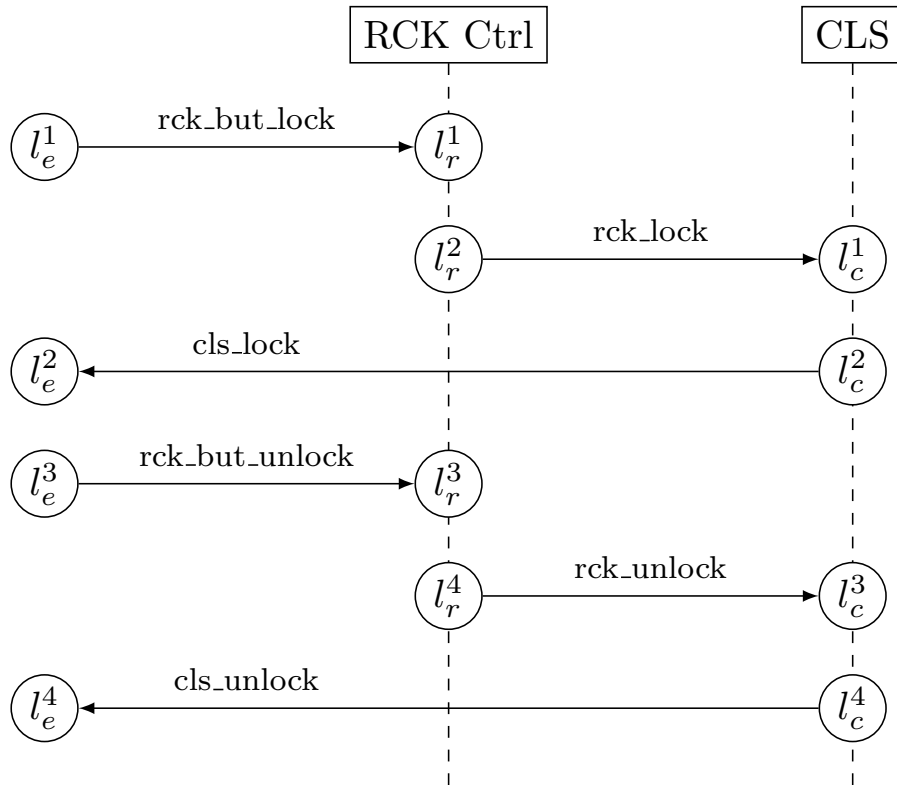 RCK Ctrl CLS
rck_but_lock
l_e^1 l_r^1
rck_lock
l_r^2 l_c^1
cls_lock
l_e^2 l_c^2
rck_but_unlock
l_e^3 l_r^3
rck_unlock
l_r^4 l_c^3
cls_unlock
l_e^4 l_c^4